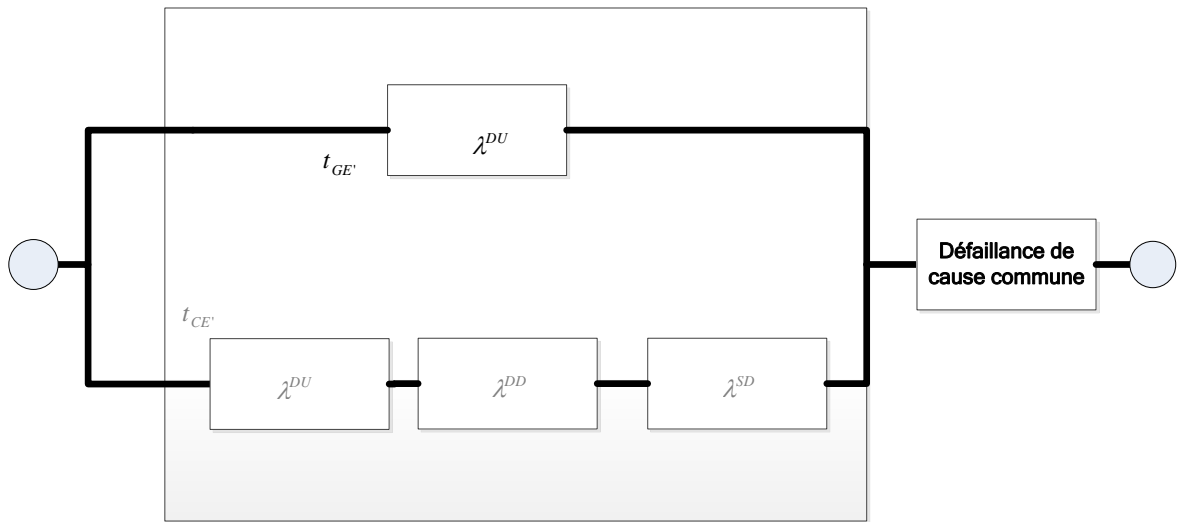 λ^DU
t_GE'
Défaillance de
cause commune
t_CE'
λ^DU
λ^DD
λ^SD